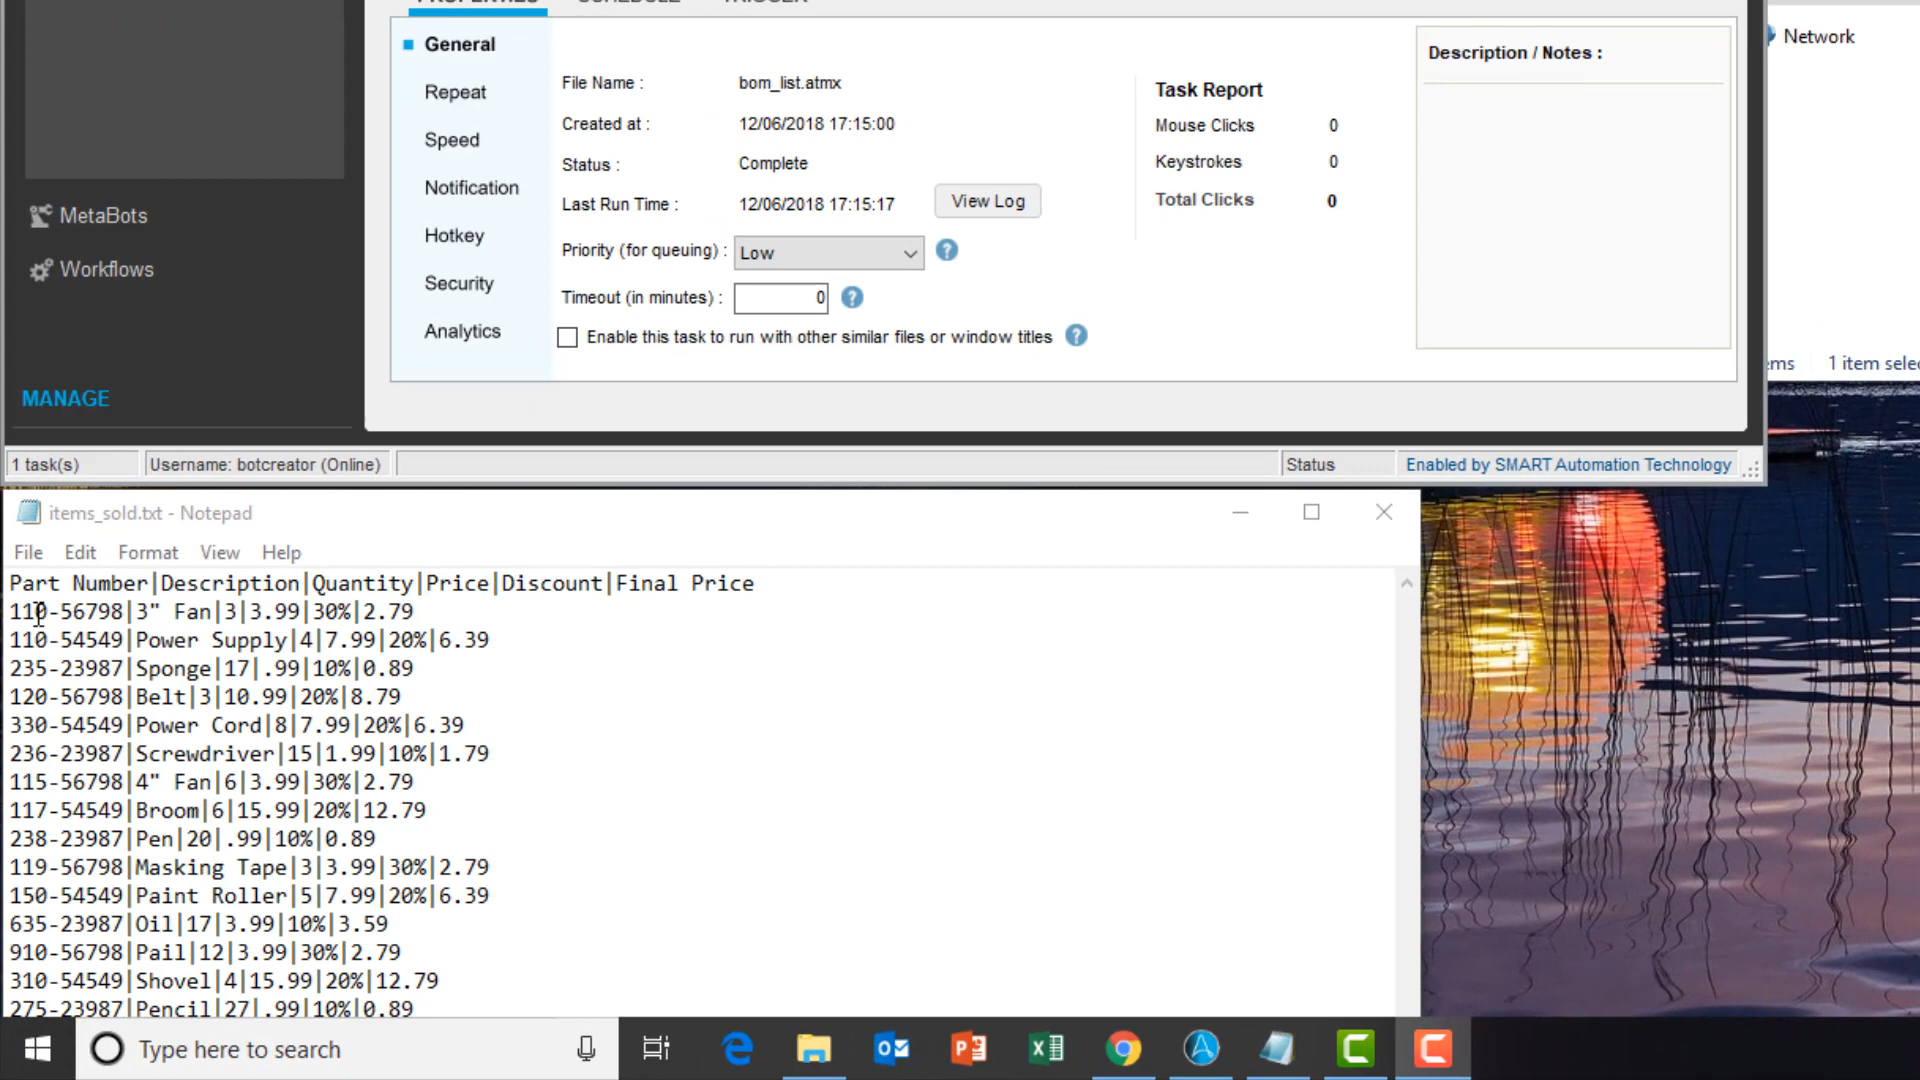 PROPERTIES SCHEDULE TRIGGER
General
Repeat
Speed
Notification
Hotkey
Security
Analytics
File Name : bom_list.atmx
Created at : 12/06/2018 17:15:00
Status : Complete
Last Run Time : 12/06/2018 17:15:17 View Log
Priority (for queuing) : Low ?
Timeout (in minutes) : 0 ?
Enable this task to run with other similar files or window titles ?
Task Report
Mouse Clicks 0
Keystrokes 0
Total Clicks 0
Description / Notes :
Network
1 item selec
MetaBots
Workflows
MANAGE
1 task(s) Username: botcreator (Online) Status Enabled by SMART Automation Technology
items_sold.txt - Notepad
File Edit Format View Help
Part Number|Description|Quantity|Price|Discount|Final Price
110-56798|3" Fan|3|3.99|30%|2.79
110-54549|Power Supply|4|7.99|20%|6.39
235-23987|Sponge|17|.99|10%|0.89
120-56798|Belt|3|10.99|20%|8.79
330-54549|Power Cord|8|7.99|20%|6.39
236-23987|Screwdriver|15|1.99|10%|1.79
115-56798|4" Fan|6|3.99|30%|2.79
117-54549|Broom|6|15.99|20%|12.79
238-23987|Pen|20|.99|10%|0.89
119-56798|Masking Tape|3|3.99|30%|2.79
150-54549|Paint Roller|5|7.99|20%|6.39
635-23987|Oil|17|3.99|10%|3.59
910-56798|Pail|12|3.99|30%|2.79
310-54549|Shovel|4|15.99|20%|12.79
275-23987|Pencil|27|.99|10%|0.89
Type here to search